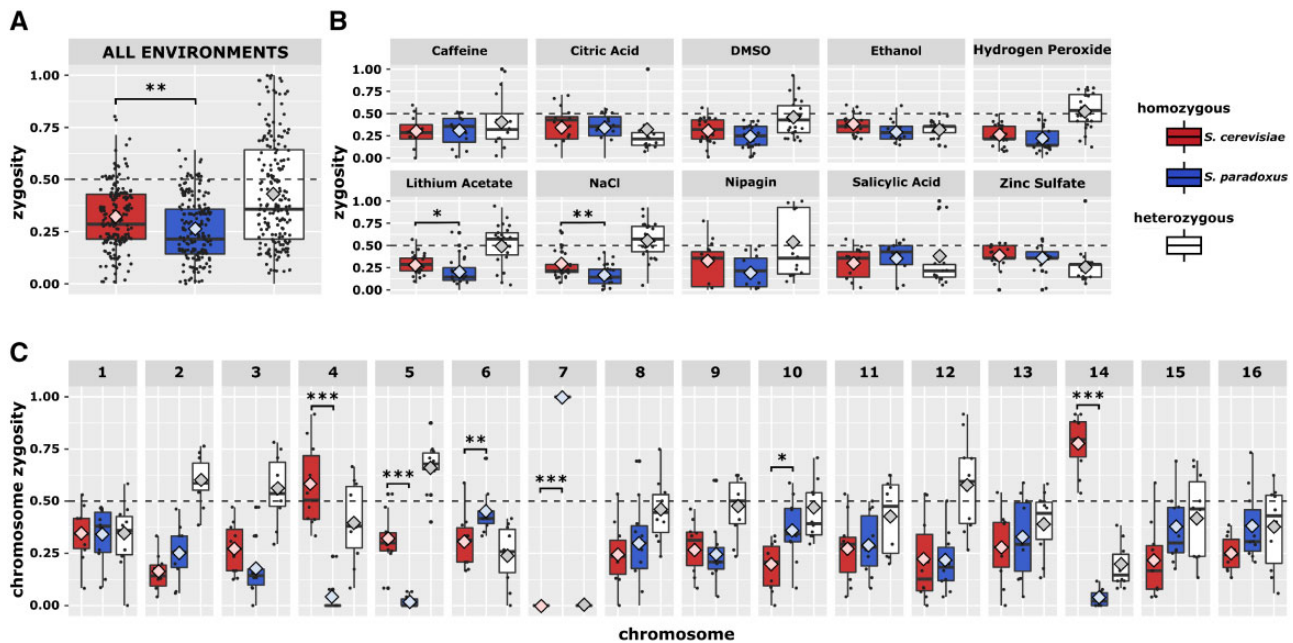 A
ALL ENVIRONMENTS
zygosity
1.00
0.75
0.50
0.25
0.00
**
B
zygosity
Caffeine
Citric Acid
DMSO
Ethanol
Hydrogen Peroxide
1.00
0.75
0.50
0.25
0.00
Lithium Acetate
NaCl
Nipagin
Salicylic Acid
Zinc Sulfate
1.00
0.75
0.50
0.25
0.00
*
**
homozygous
S. cerevisiae
S. paradoxus
heterozygous
C
1 2 3 4 5 6 7 8 9 10 11 12 13 14 15 16
chromosome zygosity
1.00
0.75
0.50
0.25
0.00
***
***
**
***
*
***
chromosome